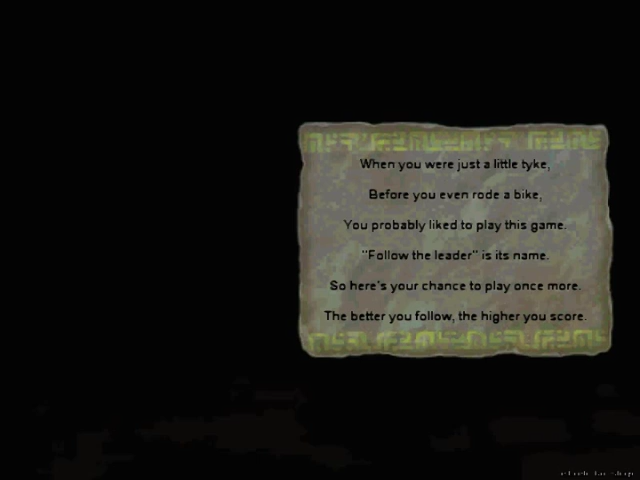 When you were just a little tyke,
Before you even rode a bike,
You probably liked to play this game.
"Follow the leader" is its name.
So here's your chance to play once more.
The better you follow, the higher you score.